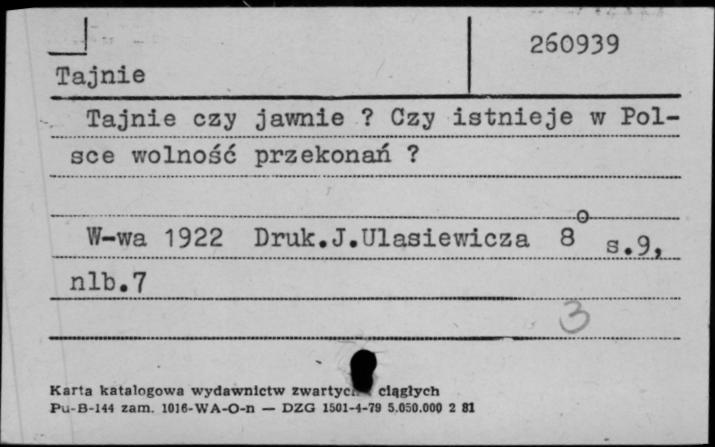 260939
Tajnie
Tajnie czy jawnie ? Czy istnieje w Pol-
sce wolność przekonań ?
W-wa 1922 Druk.J.Ulasiewicza 8° s.9,
nlb.7
3
Karta katalogowa wydawnictw ciągłych
Pu-B-144 zam. 1016-WA-O-n — DZG 1501-4-79 5.050.000 2 81